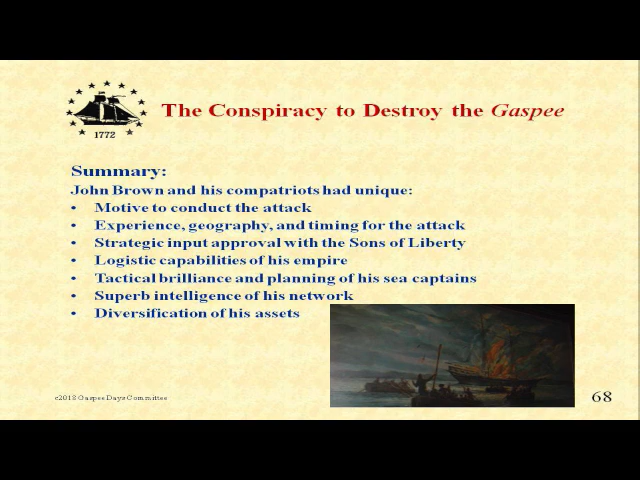 The Conspiracy to Destroy the Gaspee
1772
Summary:
John Brown and his compatriots had unique:
• Motive to conduct the attack
• Experience, geography, and timing for the attack
• Strategic input approval with the Sons of Liberty
• Logistic capabilities of his empire
• Tactical brilliance and planning of his sea captains
• Superb intelligence of his network
• Diversification of his assets
c2018 Gaspee Days Committee
68